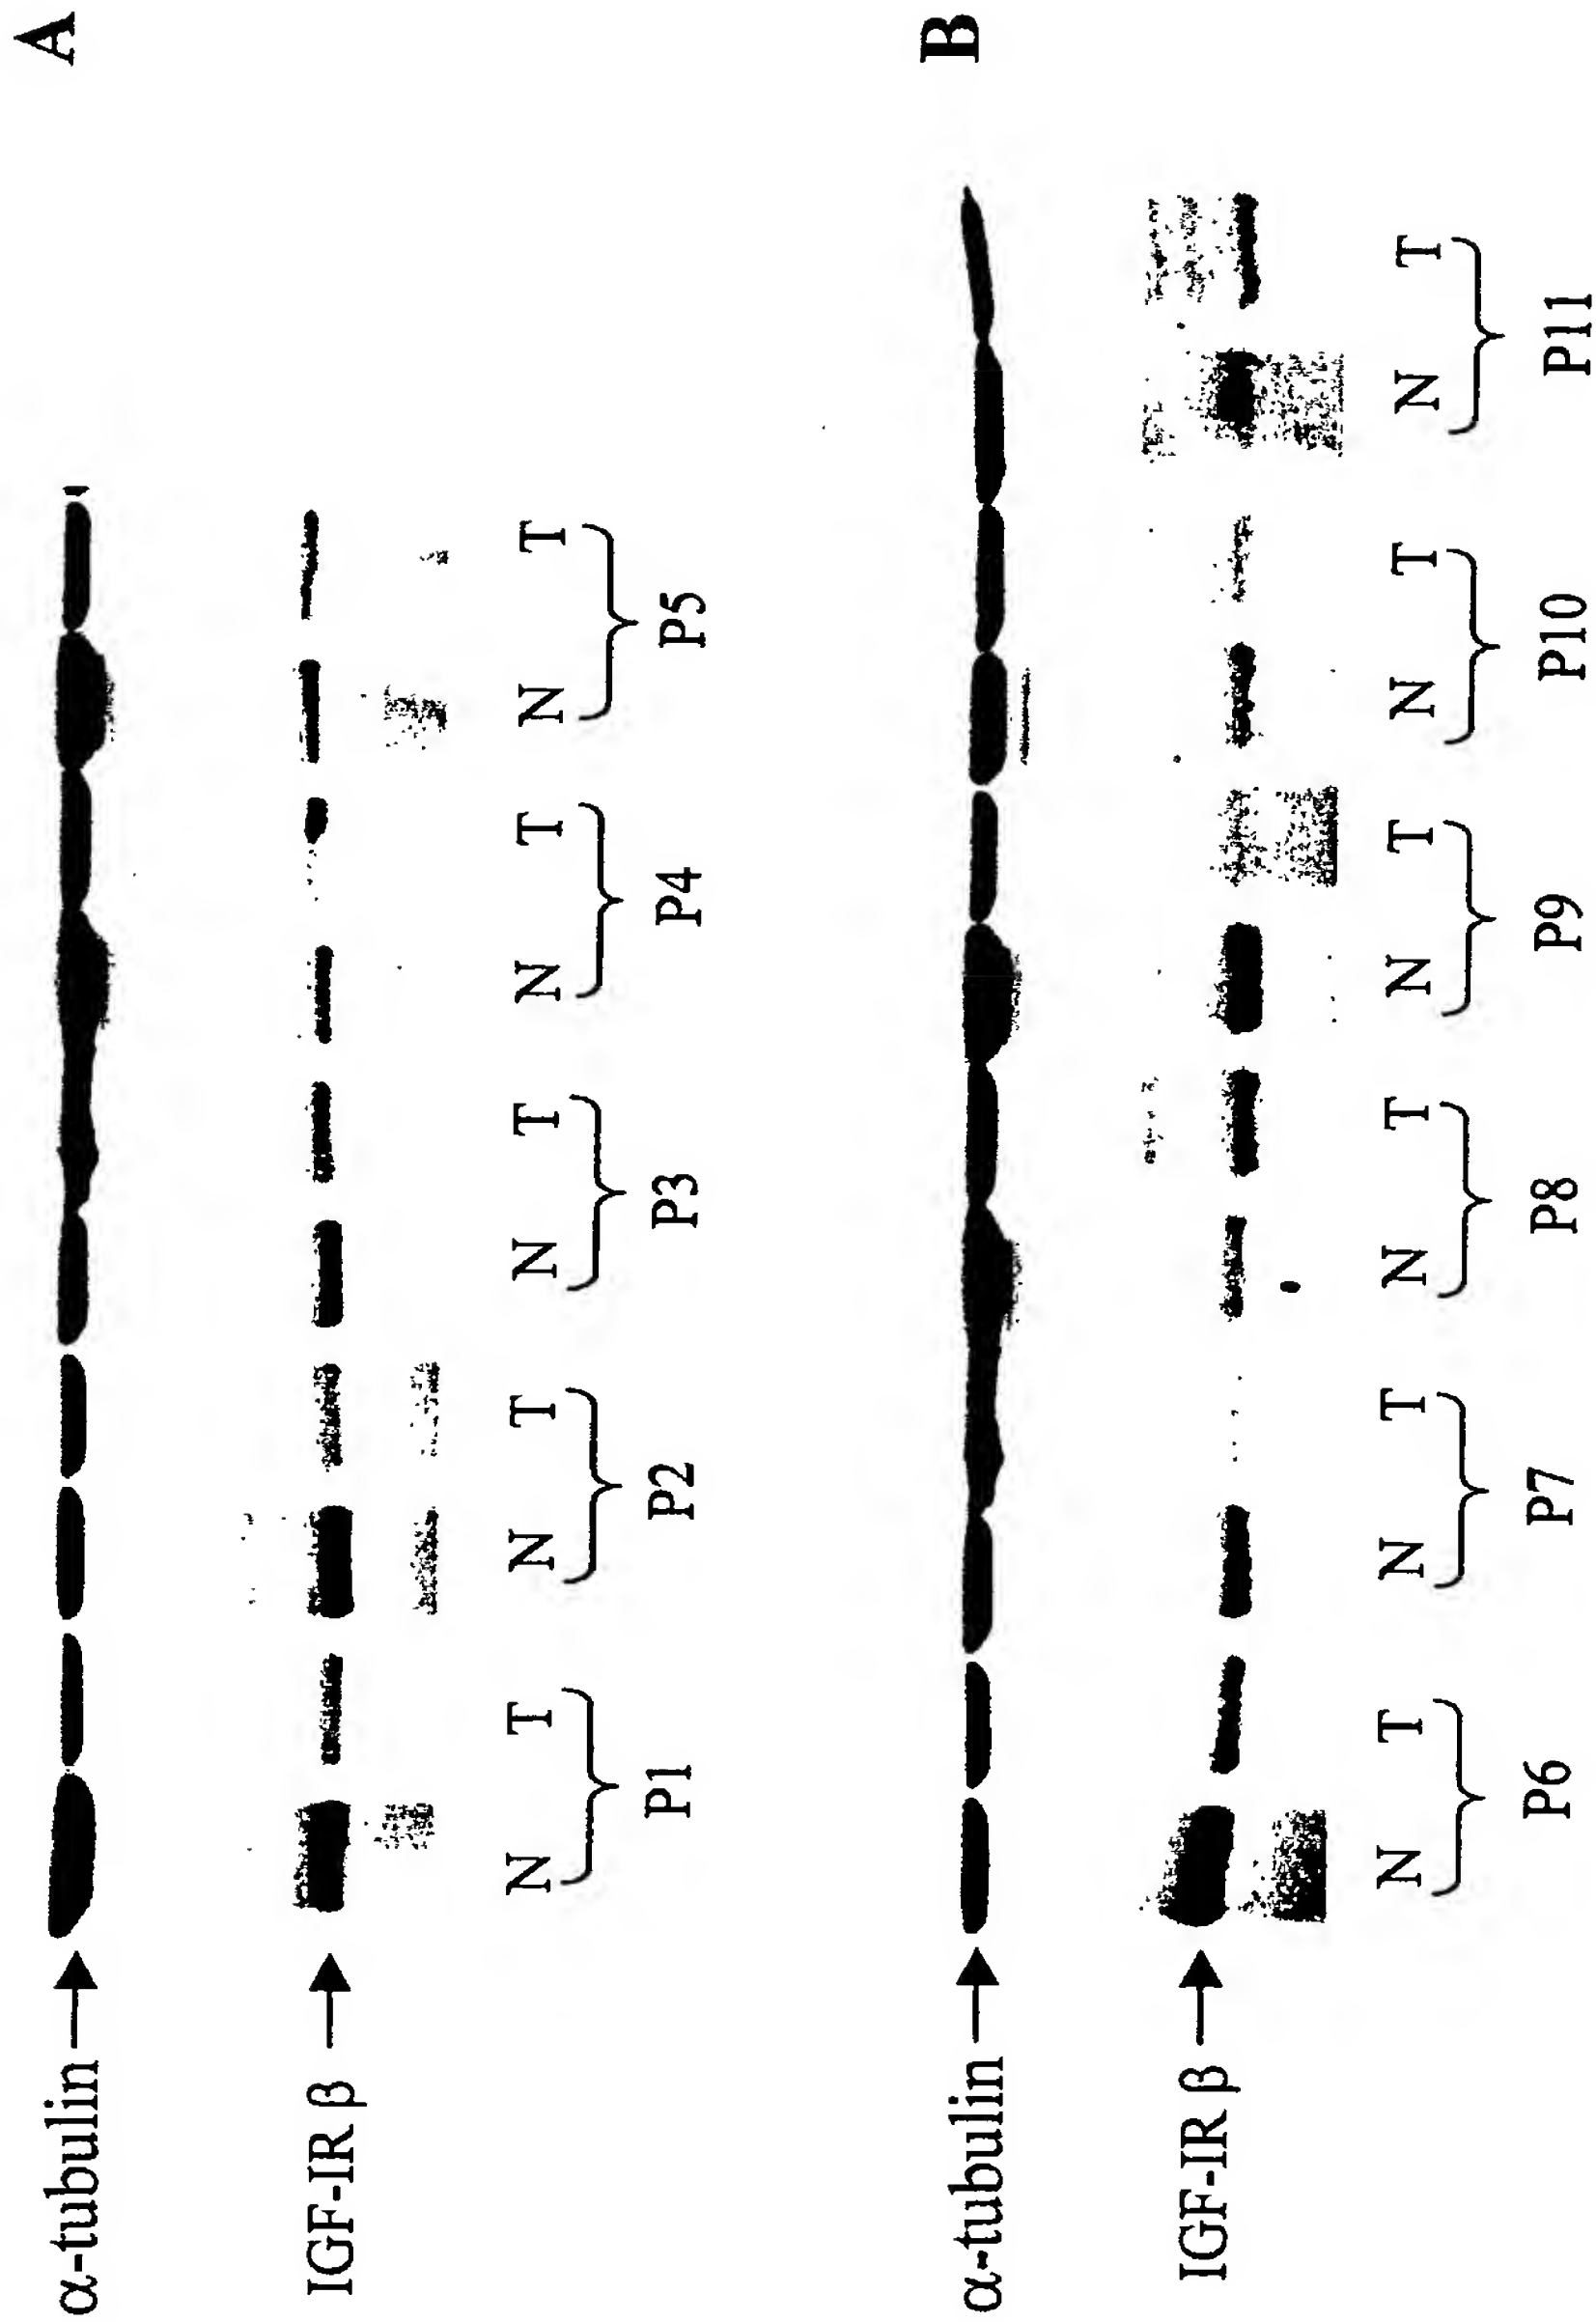 A
α-tubulin
IGF-IR β
N T N T N T N T N T
P1 P2 P3 P4 P5
B
α-tubulin
IGF-IR β
N T N T N T N T N T N T
P6 P7 P8 P9 P10 P11